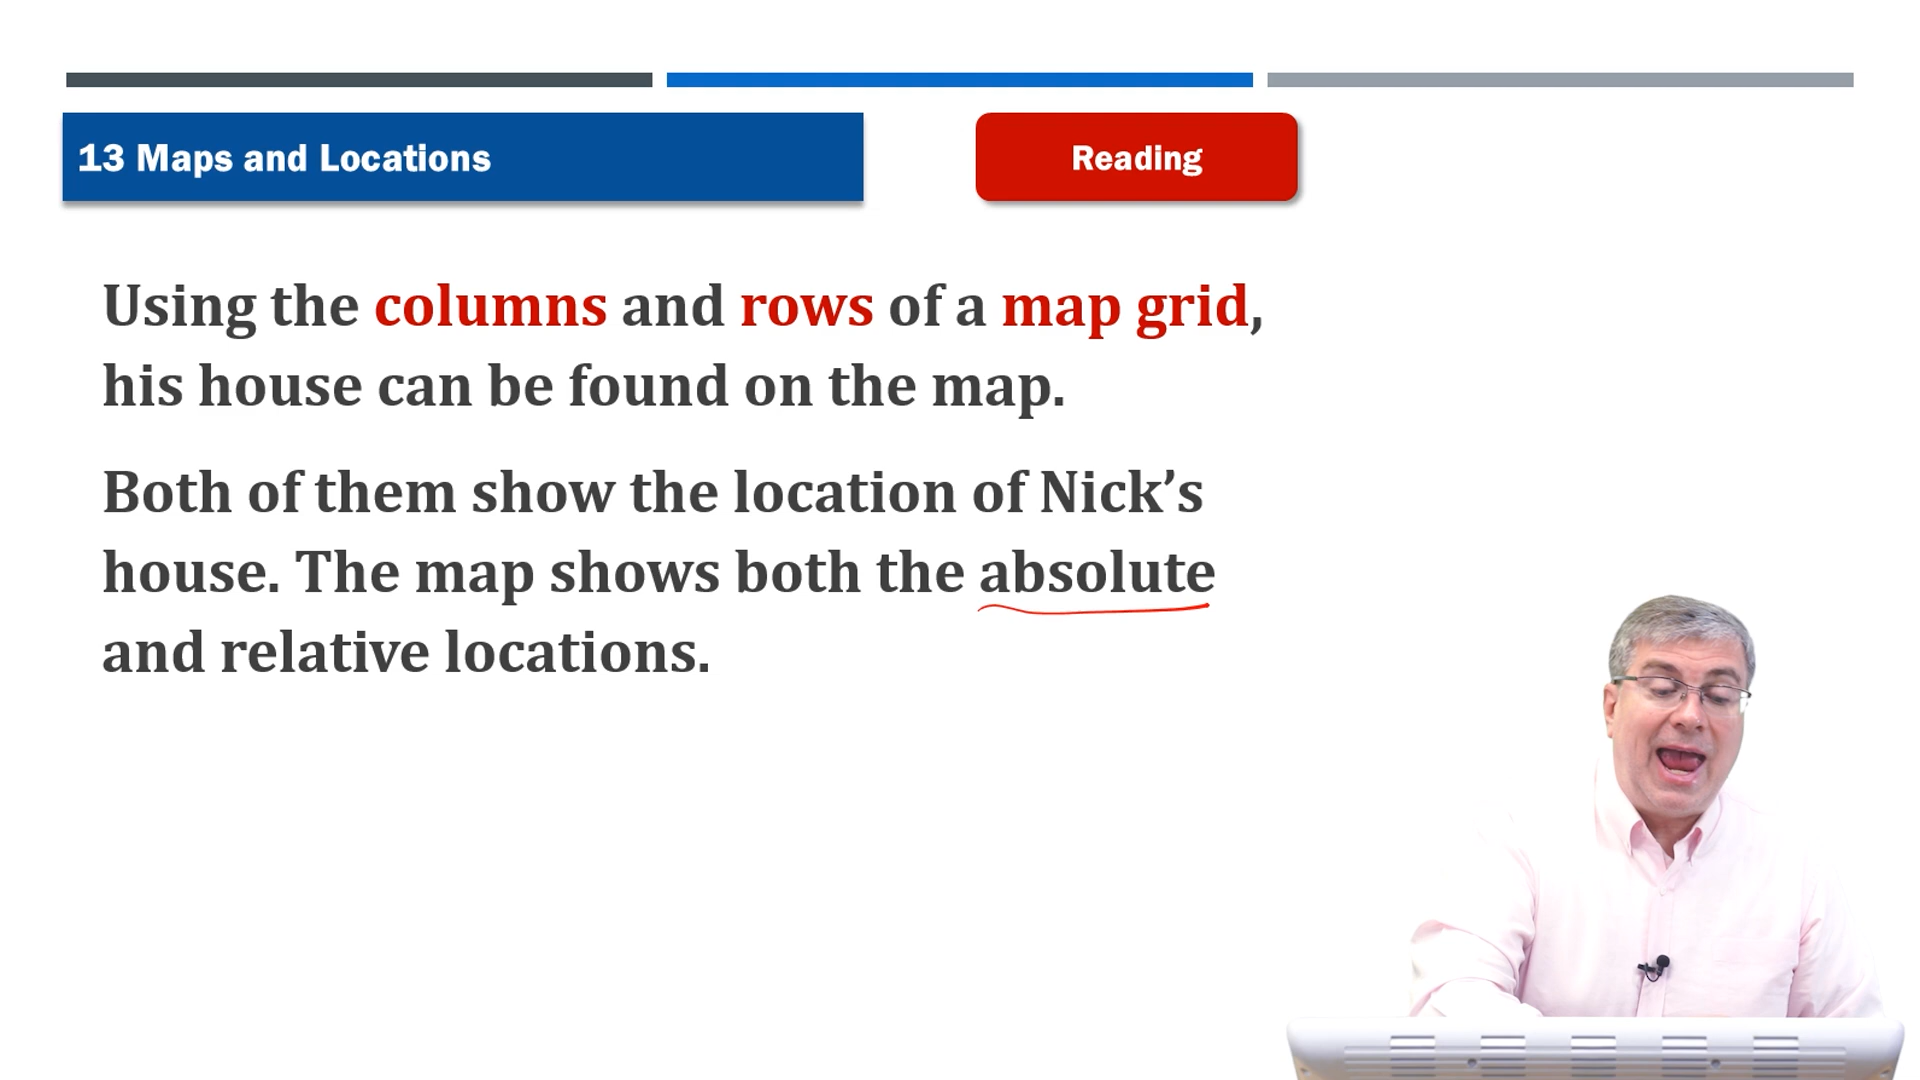 13 Maps and Locations
Reading
Using the columns and rows of a map grid,
his house can be found on the map.
Both of them show the location of Nick’s
house. The map shows both the absolute
and relative locations.